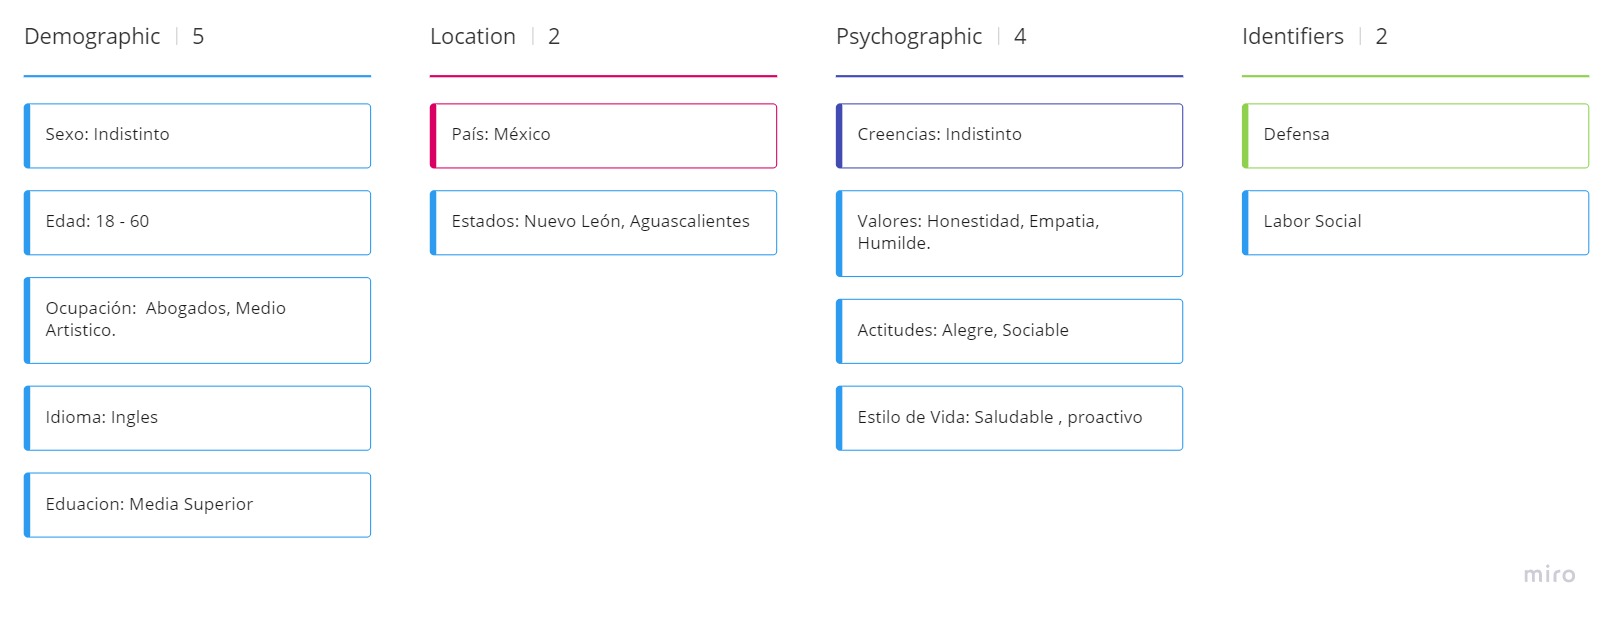 Demographic | 5
Sexo: Indistinto
Edad: 18 - 60
Ocupación:  Abogados, Medio
Artistico.
Idioma: Ingles
Eduacion: Media Superior
Location | 2
País: México
Estados: Nuevo León, Aguascalientes
Psychographic | 4
Creencias: Indistinto
Valores: Honestidad, Empatia,
Humilde.
Actitudes: Alegre, Sociable
Estilo de Vida: Saludable , proactivo
Identifiers | 2
Defensa
Labor Social
miro